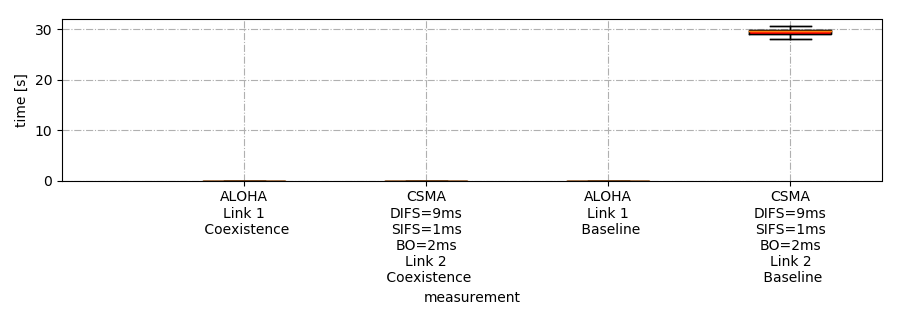 30
20
10
0
time [s]
ALOHA
Link 1
Coexistence
CSMA
DIFS=9ms
SIFS=1ms
BO=2ms
Link 2
Coexistence
ALOHA
Link 1
Baseline
CSMA
DIFS=9ms
SIFS=1ms
BO=2ms
Link 2
Baseline
measurement